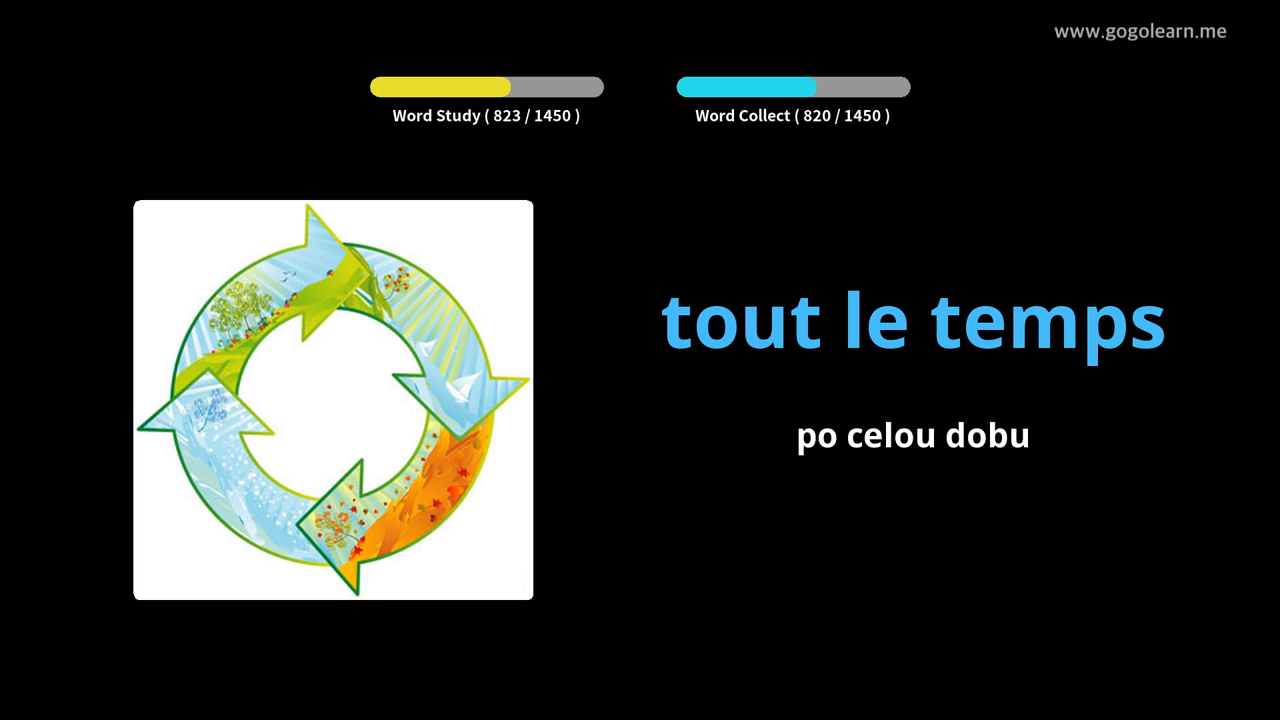 www.gogolearn.me
Word Study ( 823 / 1450 )
Word Collect ( 820 / 1450 )
tout le temps
po celou dobu